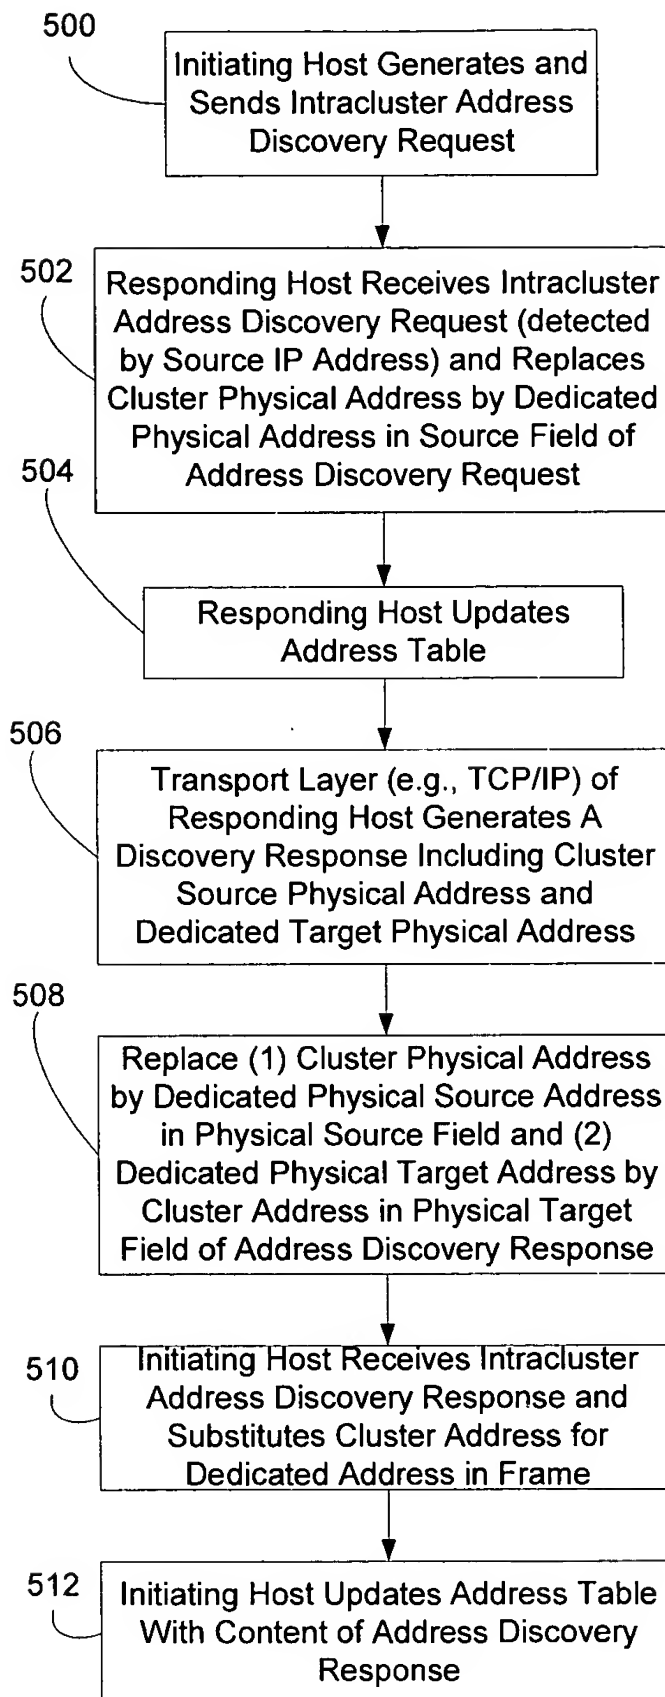 500
Initiating Host Generates and
Sends Intracluster Address
Discovery Request
502
Responding Host Receives Intracluster
Address Discovery Request (detected
by Source IP Address) and Replaces
Cluster Physical Address by Dedicated
Physical Address in Source Field of
Address Discovery Request
504
Responding Host Updates
Address Table
506
Transport Layer (e.g., TCP/IP) of
Responding Host Generates A
Discovery Response Including Cluster
Source Physical Address and
Dedicated Target Physical Address
508
Replace (1) Cluster Physical Address
by Dedicated Physical Source Address
in Physical Source Field and (2)
Dedicated Physical Target Address by
Cluster Address in Physical Target
Field of Address Discovery Response
510
Initiating Host Receives Intracluster
Address Discovery Response and
Substitutes Cluster Address for
Dedicated Address in Frame
512
Initiating Host Updates Address Table
With Content of Address Discovery
Response